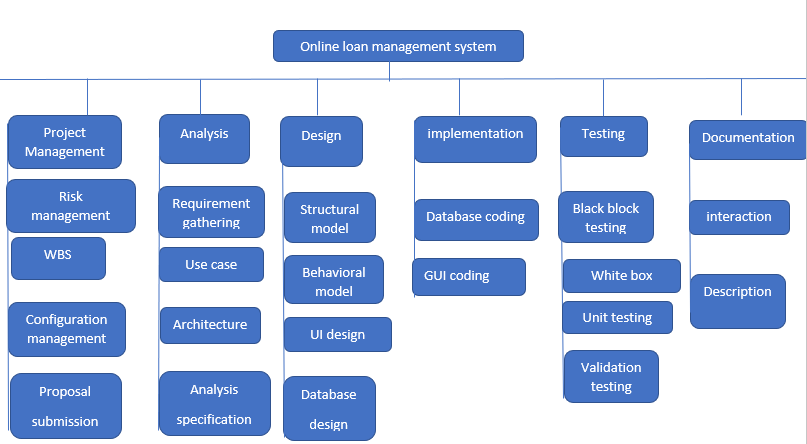 Online loan management system
Project
Management
Risk
management
WBS
Configuration
management
Proposal
submission
Analysis
Requirement
gathering
Use case
Architecture
Analysis
specification
Design
Structural
model
Behavioral
model
UI design
Database
design
implementation
Database coding
GUI coding
Testing
Black block
testing
White box
Unit testing
Validation
testing
Documentation
interaction
Description